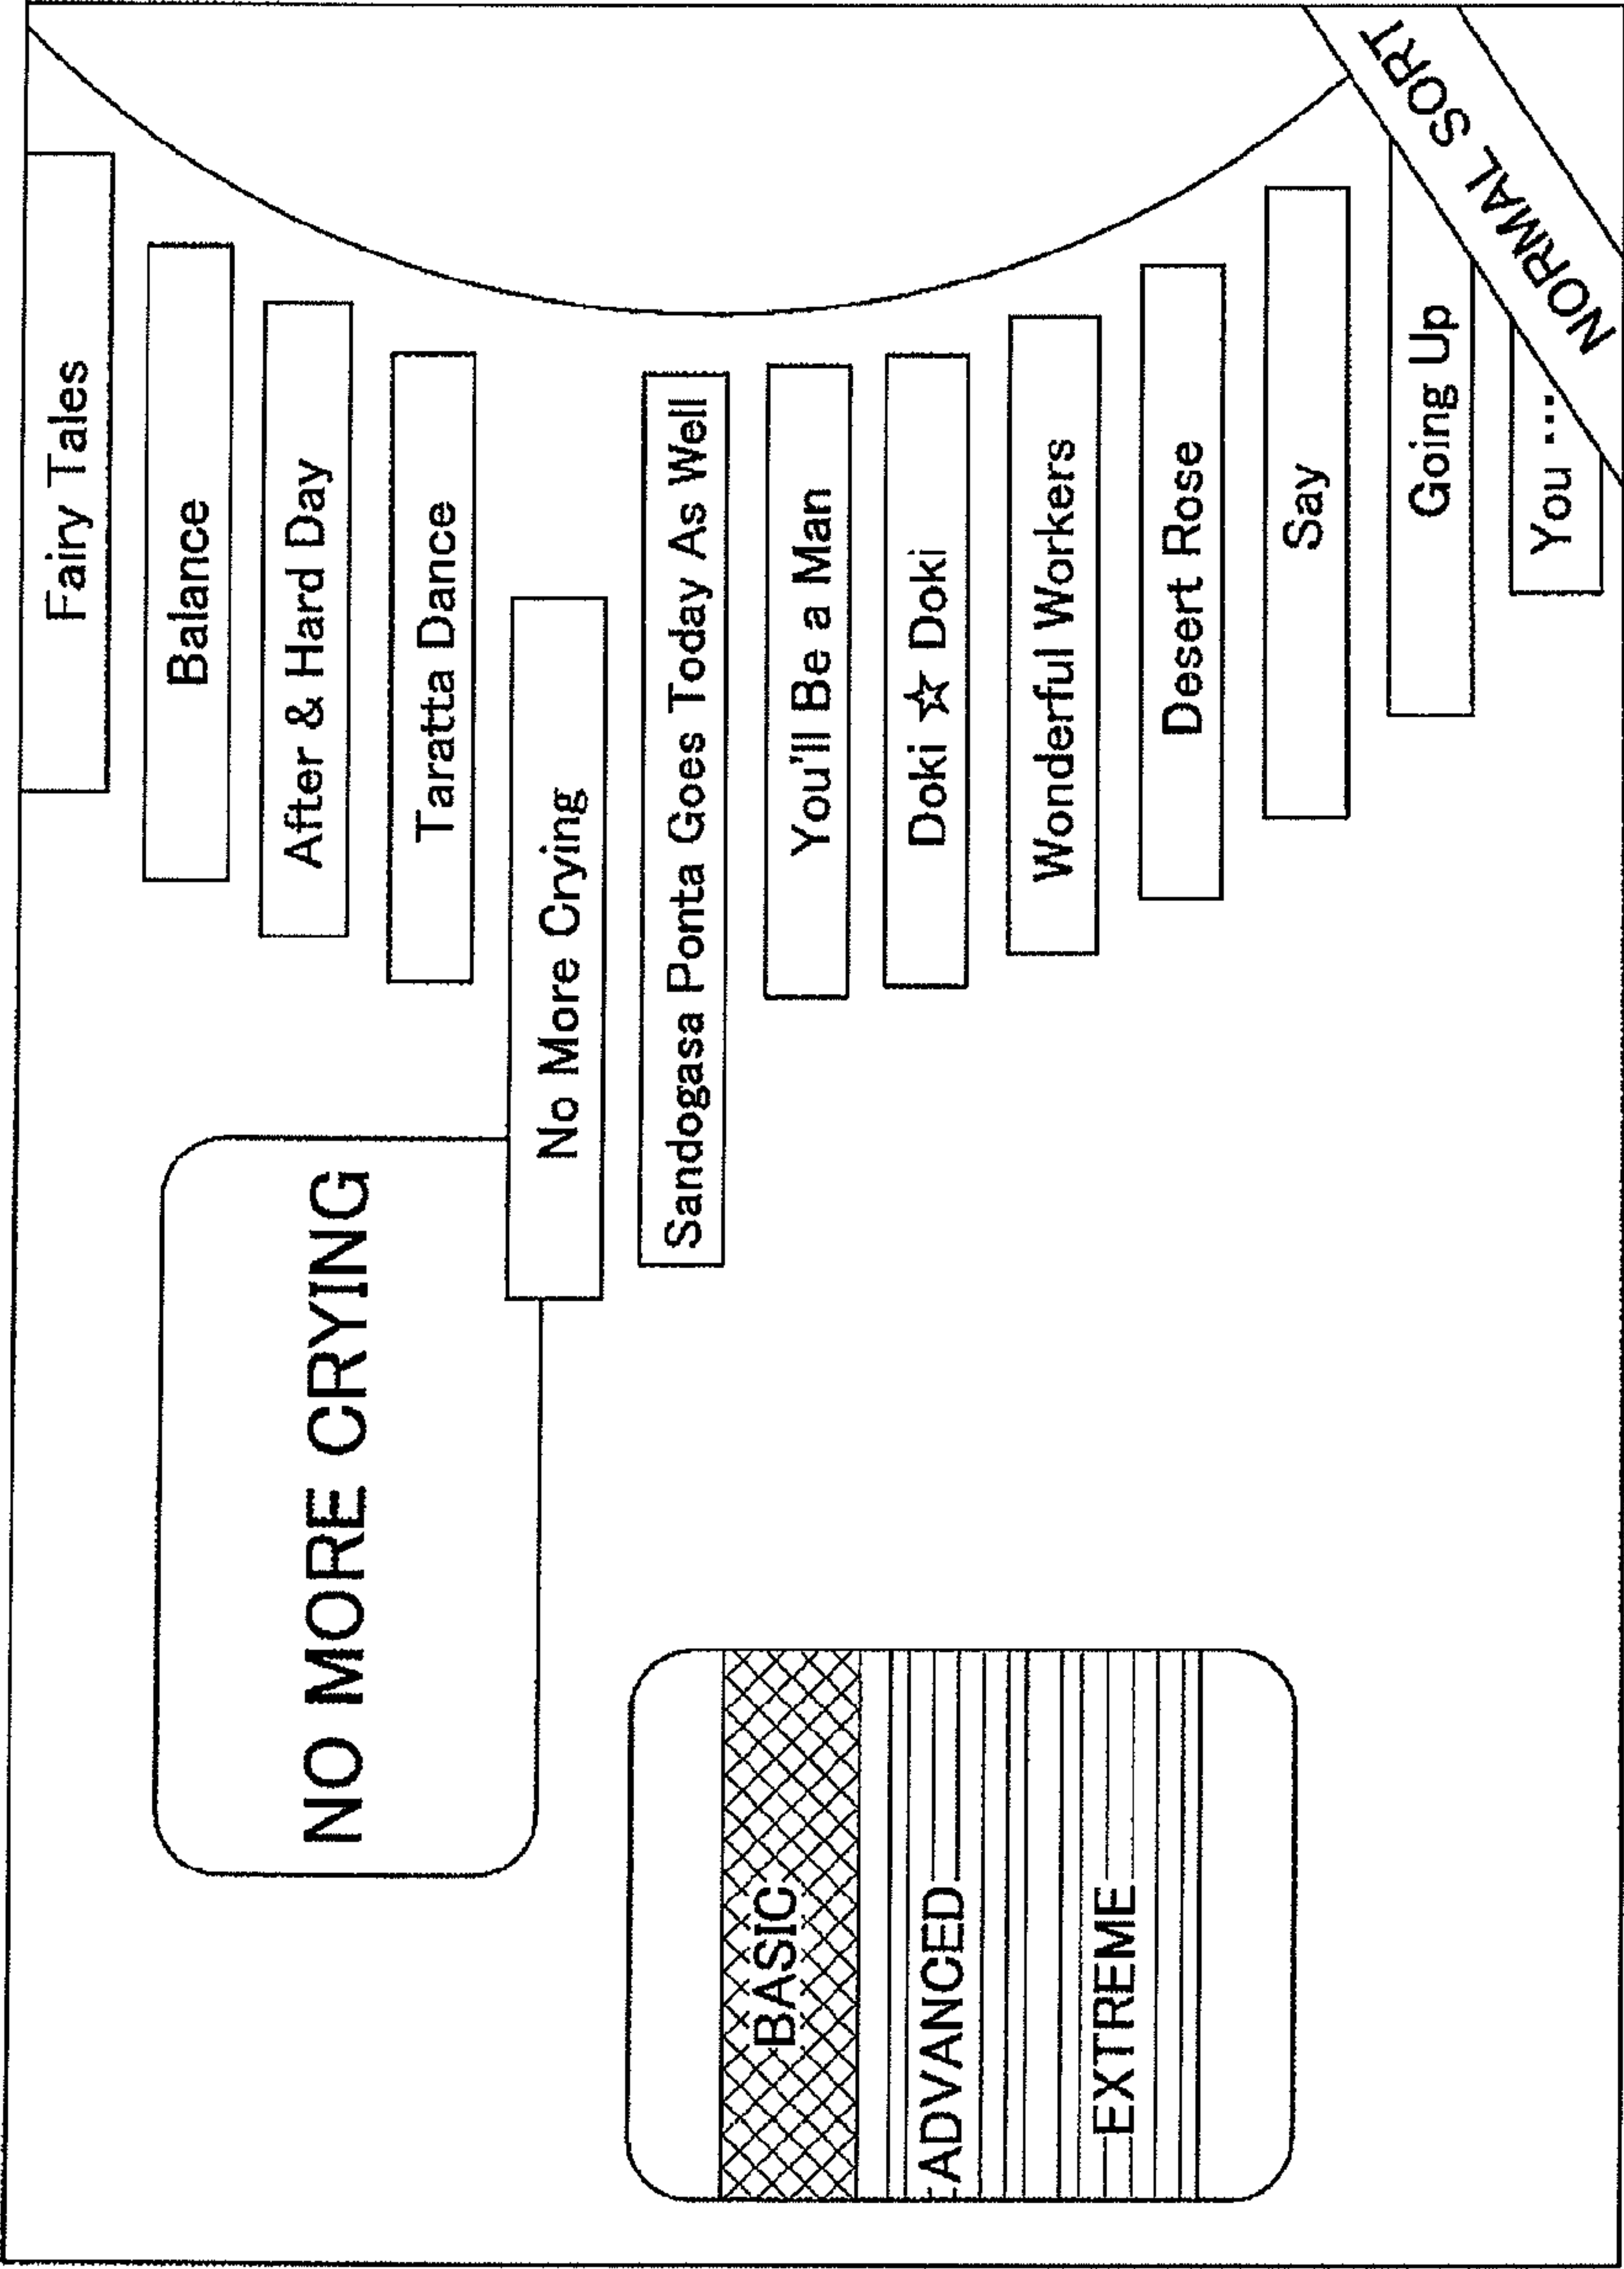 Fairy Tales
Balance
After & Hard Day
Taratta Dance
NO MORE CRYING
No More Crying
Sandogasa Ponta Goes Today As Well
You'll Be a Man
Doki ☆ Doki
Wonderful Workers
Desert Rose
Say
Going Up
You ...
NORMAL SORT
BASIC
ADVANCED
EXTREME